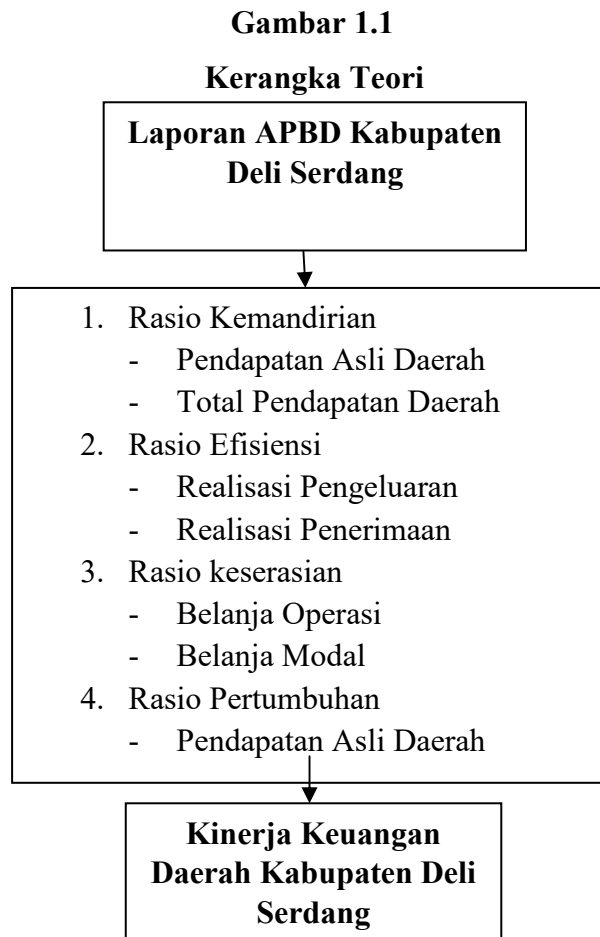 Gambar 1.1
Kerangka Teori
Laporan APBD Kabupaten
Deli Serdang
1. Rasio Kemandirian
- Pendapatan Asli Daerah
- Total Pendapatan Daerah
2. Rasio Efisiensi
- Realisasi Pengeluaran
- Realisasi Penerimaan
3. Rasio keserasian
- Belanja Operasi
- Belanja Modal
4. Rasio Pertumbuhan
- Pendapatan Asli Daerah
Kinerja Keuangan
Daerah Kabupaten Deli
Serdang